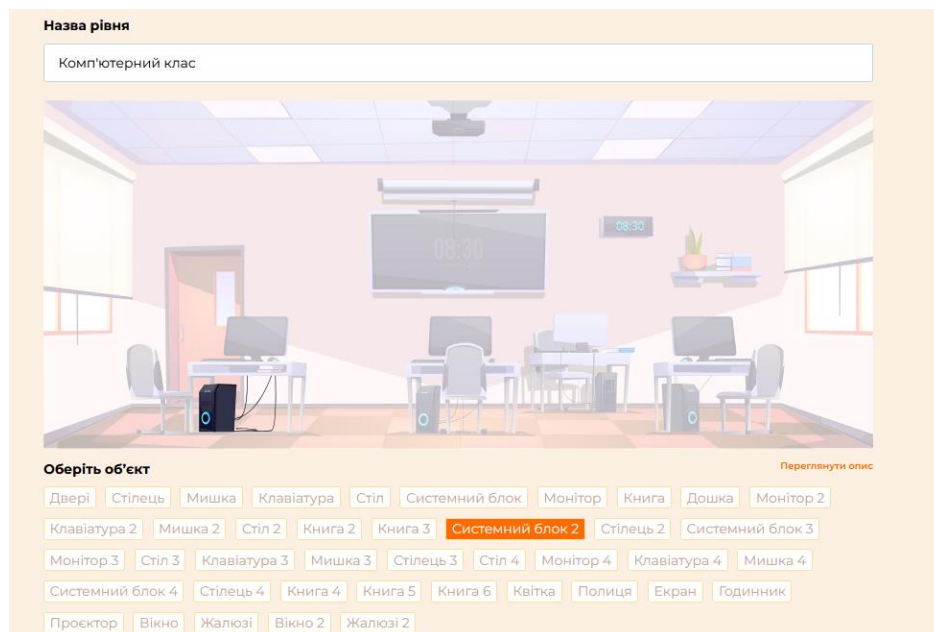 Назва рівня
Комп'ютерний клас
08:30
08:30
Оберіть об’єкт
Переглянути опис
Двері Стілець Мишка Клавіатура Стіл Системний блок Монітор Книга Дошка Монітор 2
Клавіатура 2 Мишка 2 Стіл 2 Книга 2 Книга 3 Системний блок 2 Стілець 2 Системний блок 3
Монітор 3 Стіл 3 Клавіатура 3 Мишка 3 Стілець 3 Стіл 4 Монітор 4 Клавіатура 4 Мишка 4
Системний блок 4 Стілець 4 Книга 4 Книга 5 Книга 6 Квітка Полиця Екран Годинник
Проєктор Вікно Жалюзі Вікно 2 Жалюзі 2